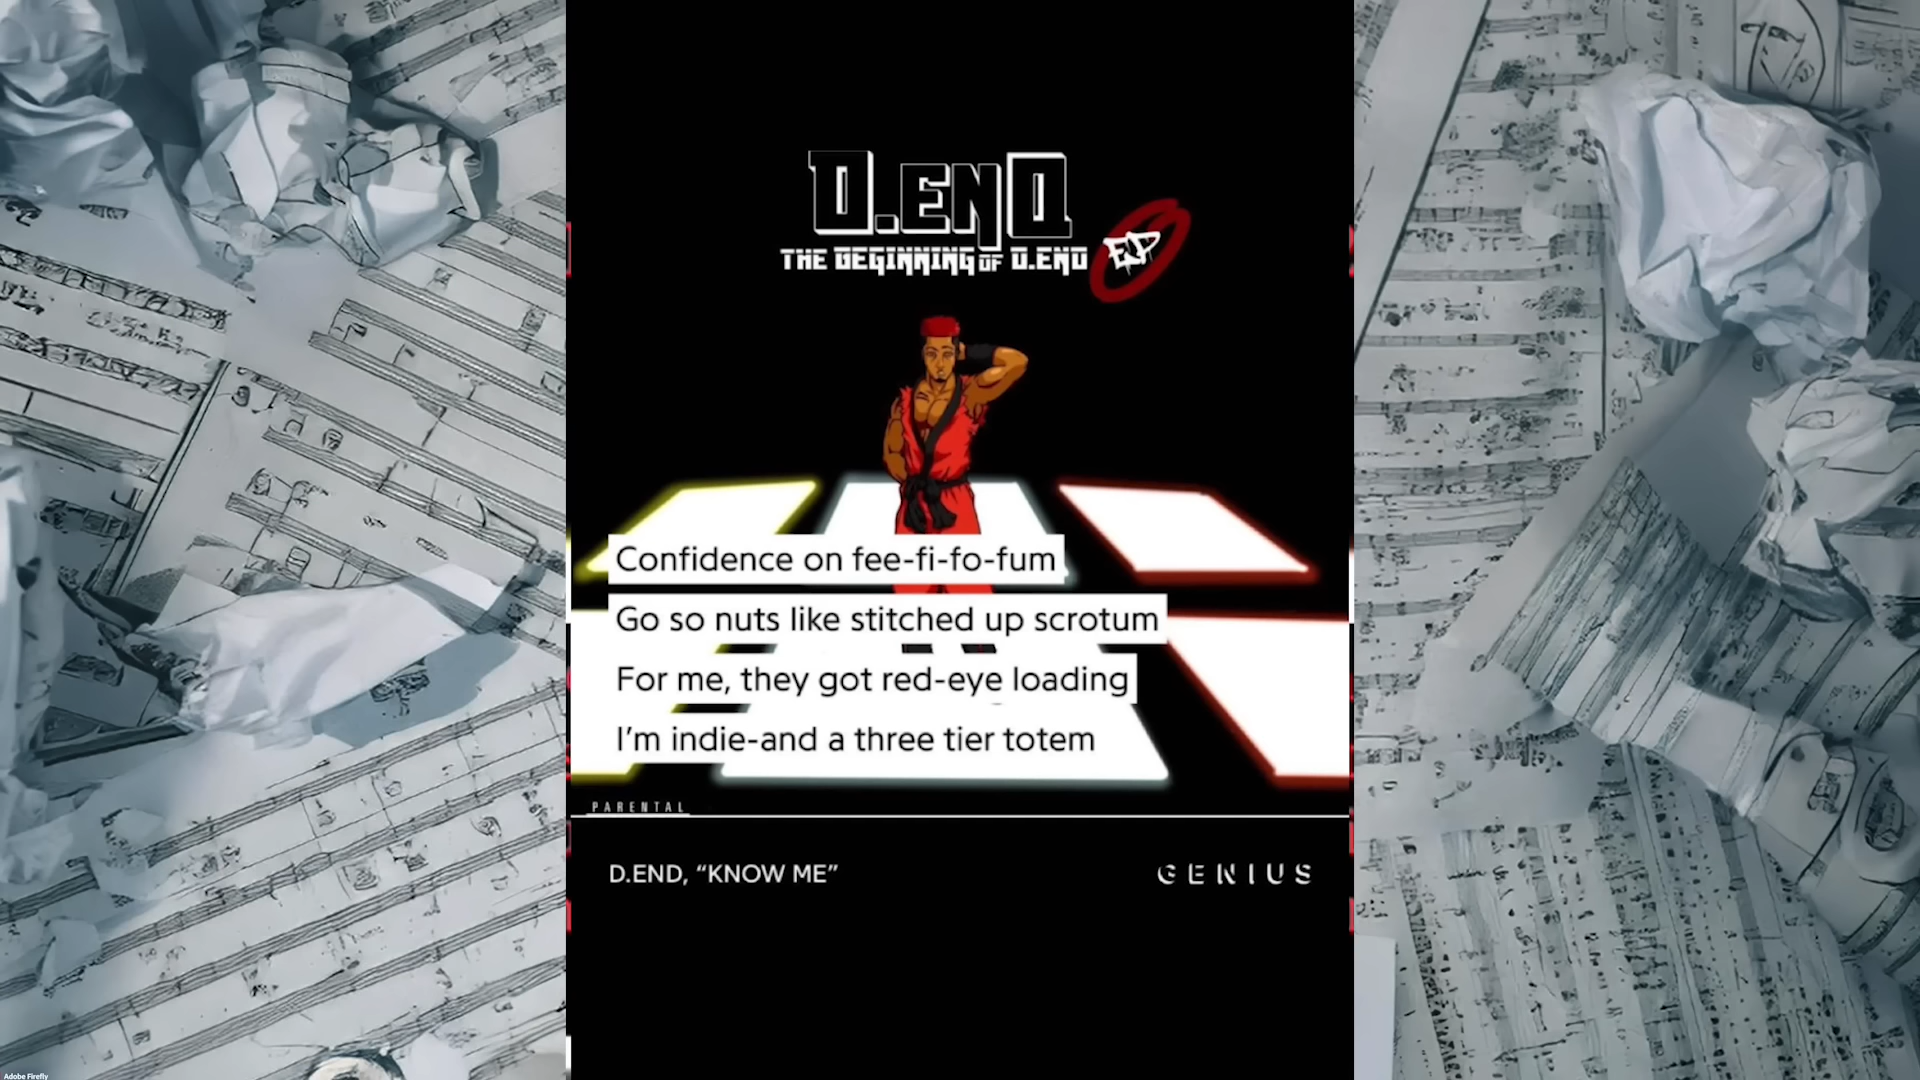 D.END
THE BEGINNING OF D.END
EP
Confidence on fee-fi-fo-fum
Go so nuts like stitched up scrotum
For me, they got red-eye loading
I’m indie-and a three tier totem
PARENTAL
D.END, “KNOW ME”
GENIUS
Adobe Firefly